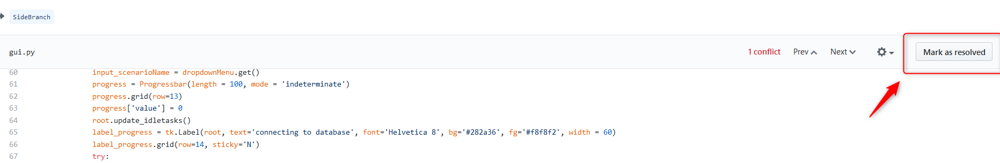 SideBranch
gui.py 1 conflict Prev Next Mark as resolved
60 input_scenarioName = dropdownMenu.get()
61 progress = Progressbar(length = 100, mode = 'indeterminate')
62 progress.grid(row=13)
63 progress['value'] = 0
64 root.update_idletasks()
65 label_progress = tk.Label(root, text='connecting to database', font='Helvetica 8', bg='#282a36', fg='#f8f8f2', width = 60)
66 label_progress.grid(row=14, sticky='N')
67 try: